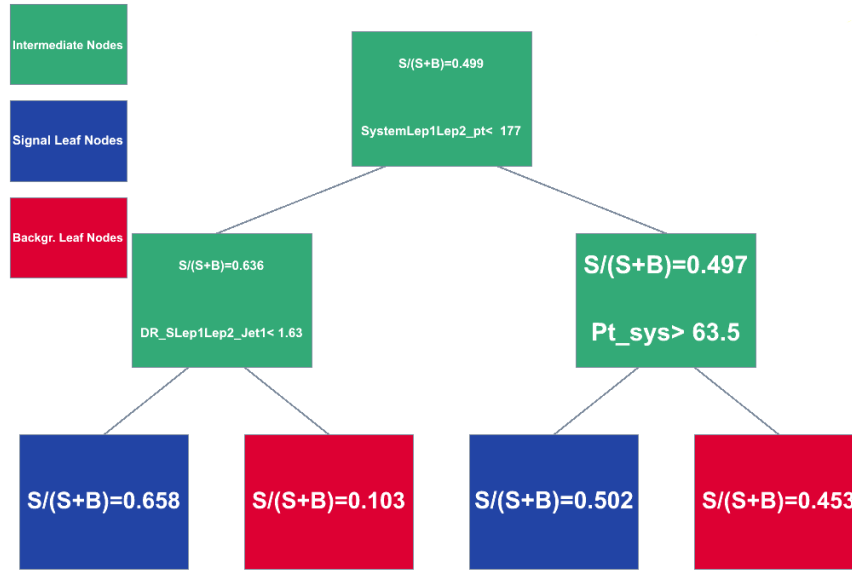 Intermediate Nodes
Signal Leaf Nodes
Backgr. Leaf Nodes
S/(S+B)=0.499
SystemLep1Lep2_pt< 177
S/(S+B)=0.636
DR_SLep1Lep2_Jet1< 1.63
S/(S+B)=0.497
Pt_sys> 63.5
S/(S+B)=0.658
S/(S+B)=0.103
S/(S+B)=0.502
S/(S+B)=0.453